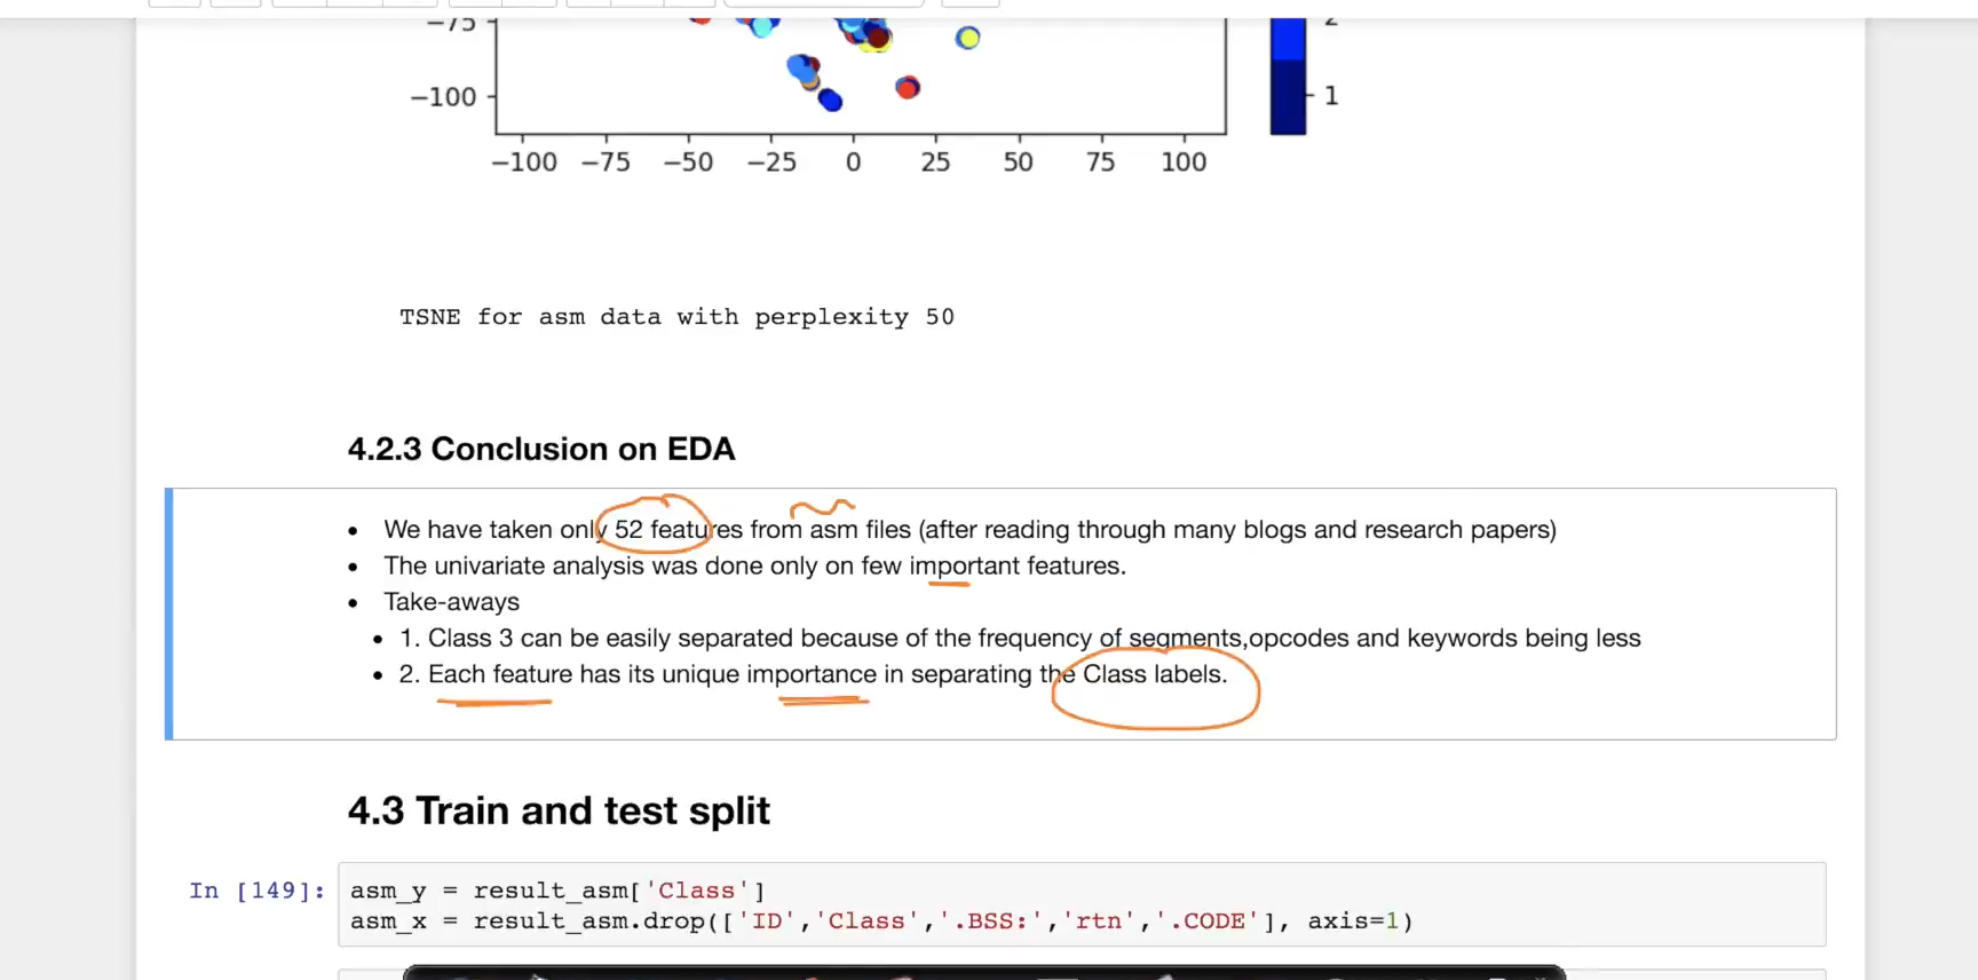 −75
2
−100
1
−100 −75 −50 −25 0 25 50 75 100
TSNE for asm data with perplexity 50
4.2.3 Conclusion on EDA
• We have taken only 52 features from asm files (after reading through many blogs and research papers)
• The univariate analysis was done only on few important features.
• Take-aways
• 1. Class 3 can be easily separated because of the frequency of segments,opcodes and keywords being less
• 2. Each feature has its unique importance in separating the Class labels.
4.3 Train and test split
In [149]: asm_y = result_asm['Class']
asm_x = result_asm.drop(['ID','Class','.BSS:','rtn','.CODE'], axis=1)